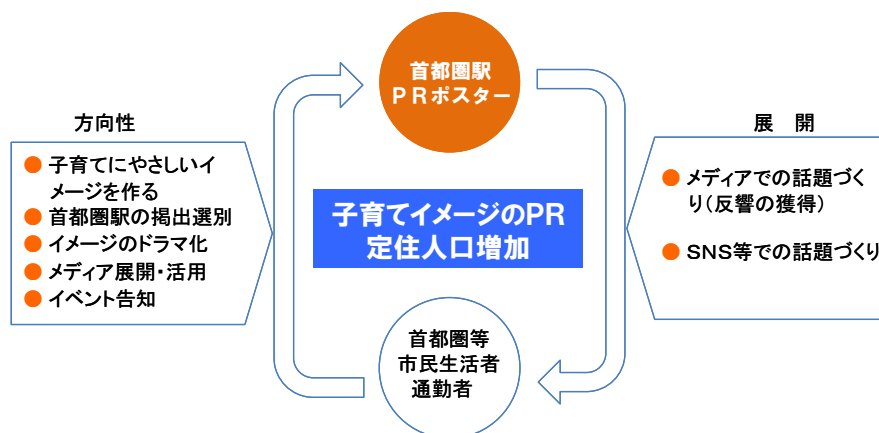 首都圏駅
ＰＲポスター
方向性
● 子育てにやさしいイ
メージを作る
● 首都圏駅の掲出選別
● イメージのドラマ化
● メディア展開・活用
● イベント告知
子育てイメージのPR
定住人口増加
展　開
● メディアでの話題づく
り(反響の獲得)
● ＳＮＳ等での話題づくり
首都圏等
市民生活者
通勤者